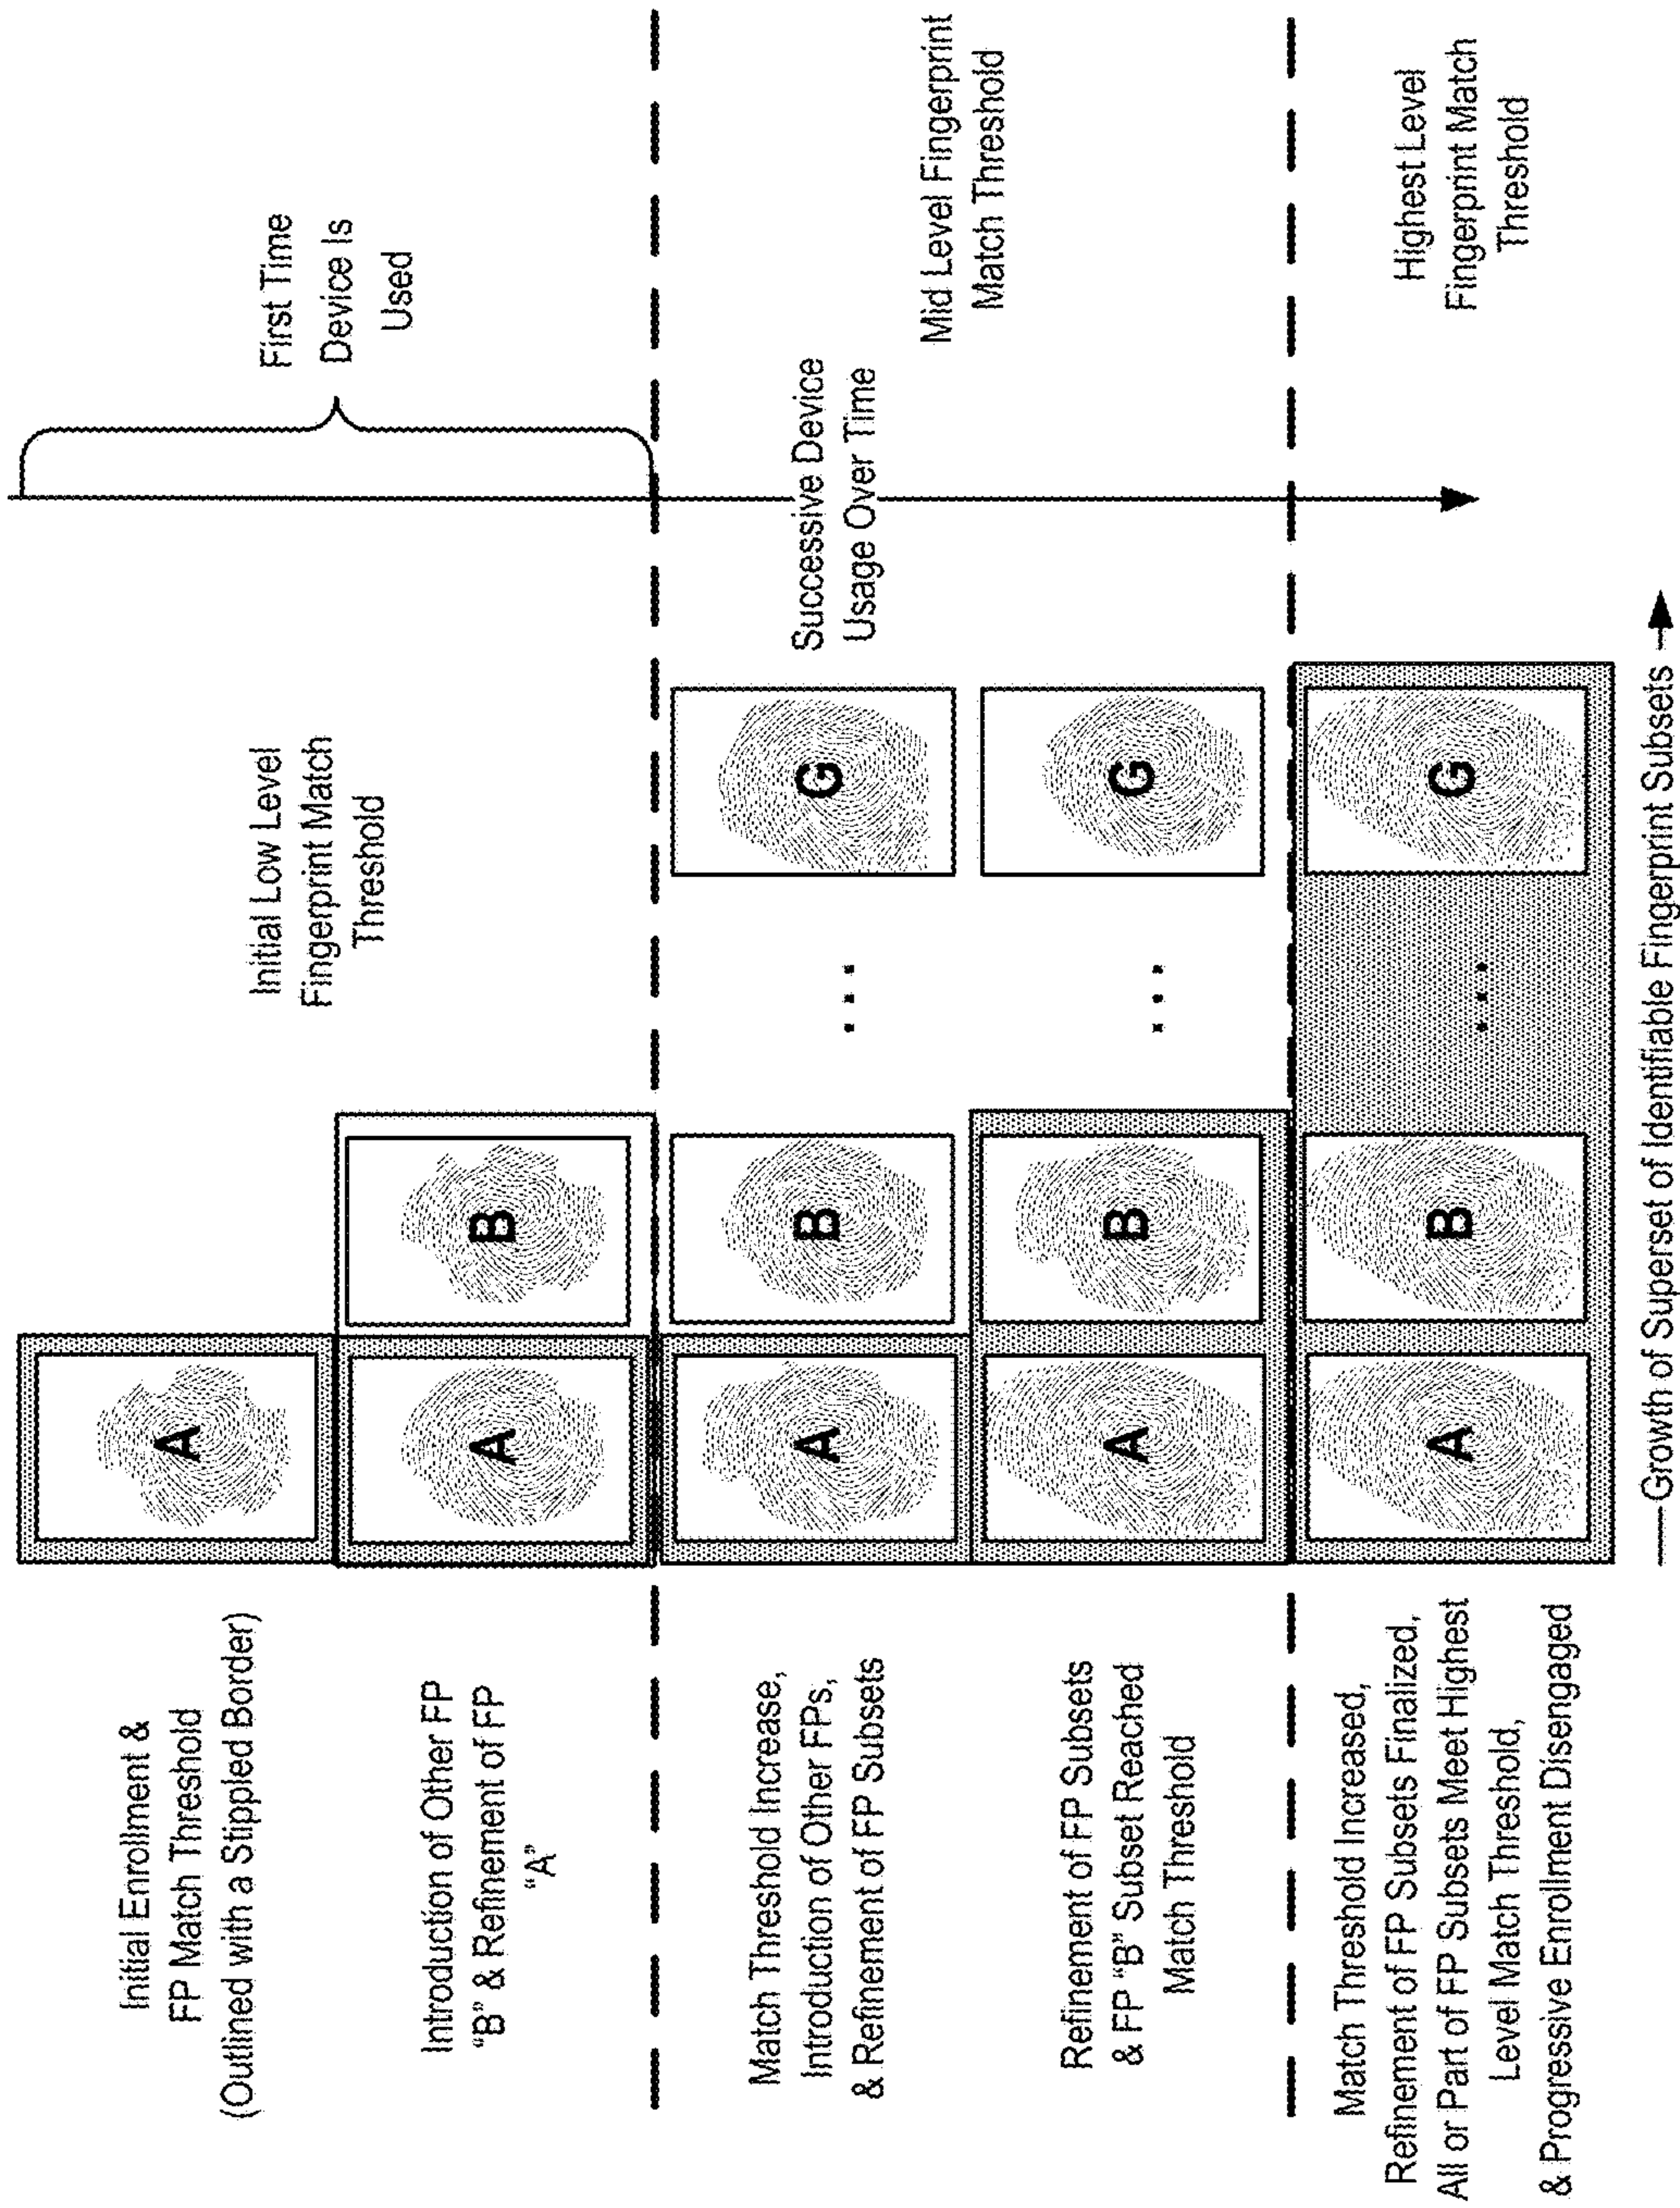 Initial Enrollment &
FP Match Threshold
(Outlined with a Stippled Border)
A
Initial Low Level
Fingerprint Match
Threshold
First Time
Device Is
Used
Introduction of Other FP
"B" & Refinement of FP
"A"
A
B
Match Threshold Increase,
Introduction of Other FPs,
& Refinement of FP Subsets
A
B
...
G
Successive Device
Usage Over Time
Mid Level Fingerprint
Match Threshold
Refinement of FP Subsets
& FP "B" Subset Reached
Match Threshold
A
B
...
G
Match Threshold Increased,
Refinement of FP Subsets Finalized,
All or Part of FP Subsets Meet Highest
Level Match Threshold,
& Progressive Enrollment Disengaged
A
B
...
G
Highest Level
Fingerprint Match
Threshold
Growth of Superset of Identifiable Fingerprint Subsets